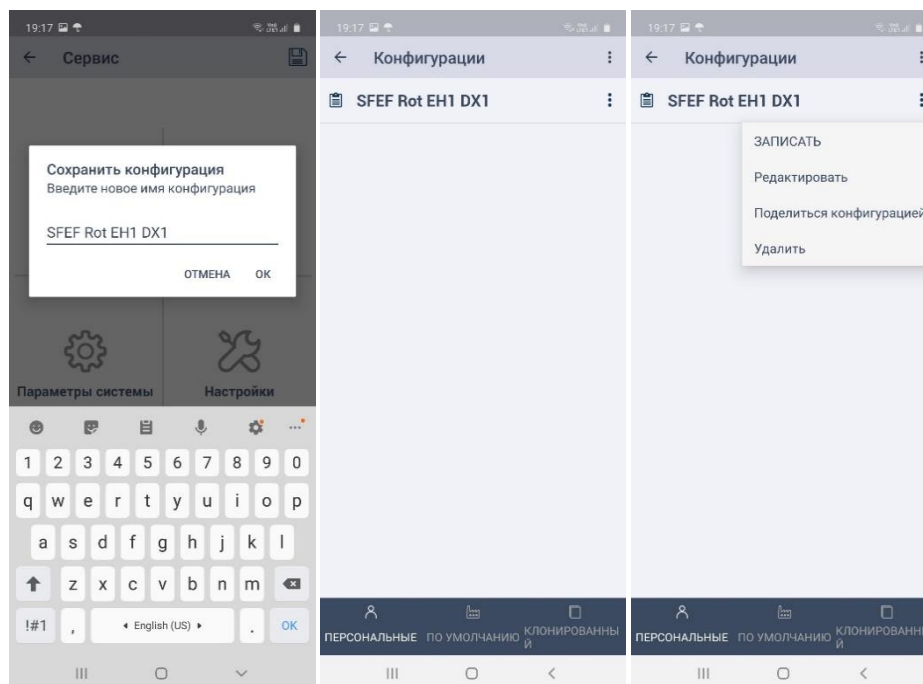 19:17
Сервис
Сохранить конфигурация
Введите новое имя конфигурация
SFEF Rot EH1 DX1
ОТМЕНА OK
Параметры системы
Настройки
1 2 3 4 5 6 7 8 9 0
q w e r t y u i o p
a s d f g h j k l
z x c v b n m
!#1 , English (US) . OK
19:17
Конфигурации
SFEF Rot EH1 DX1
ПЕРСОНАЛЬНЫЕ
ПО УМОЛЧАНИЮ
КЛОНИРОВАННЫ
Й
19:17
Конфигурации
SFEF Rot EH1 DX1
ЗАПИСАТЬ
Редактировать
Поделиться конфигурацией
Удалить
ПЕРСОНАЛЬНЫЕ
ПО УМОЛЧАНИЮ
КЛОНИРОВАНН
Й